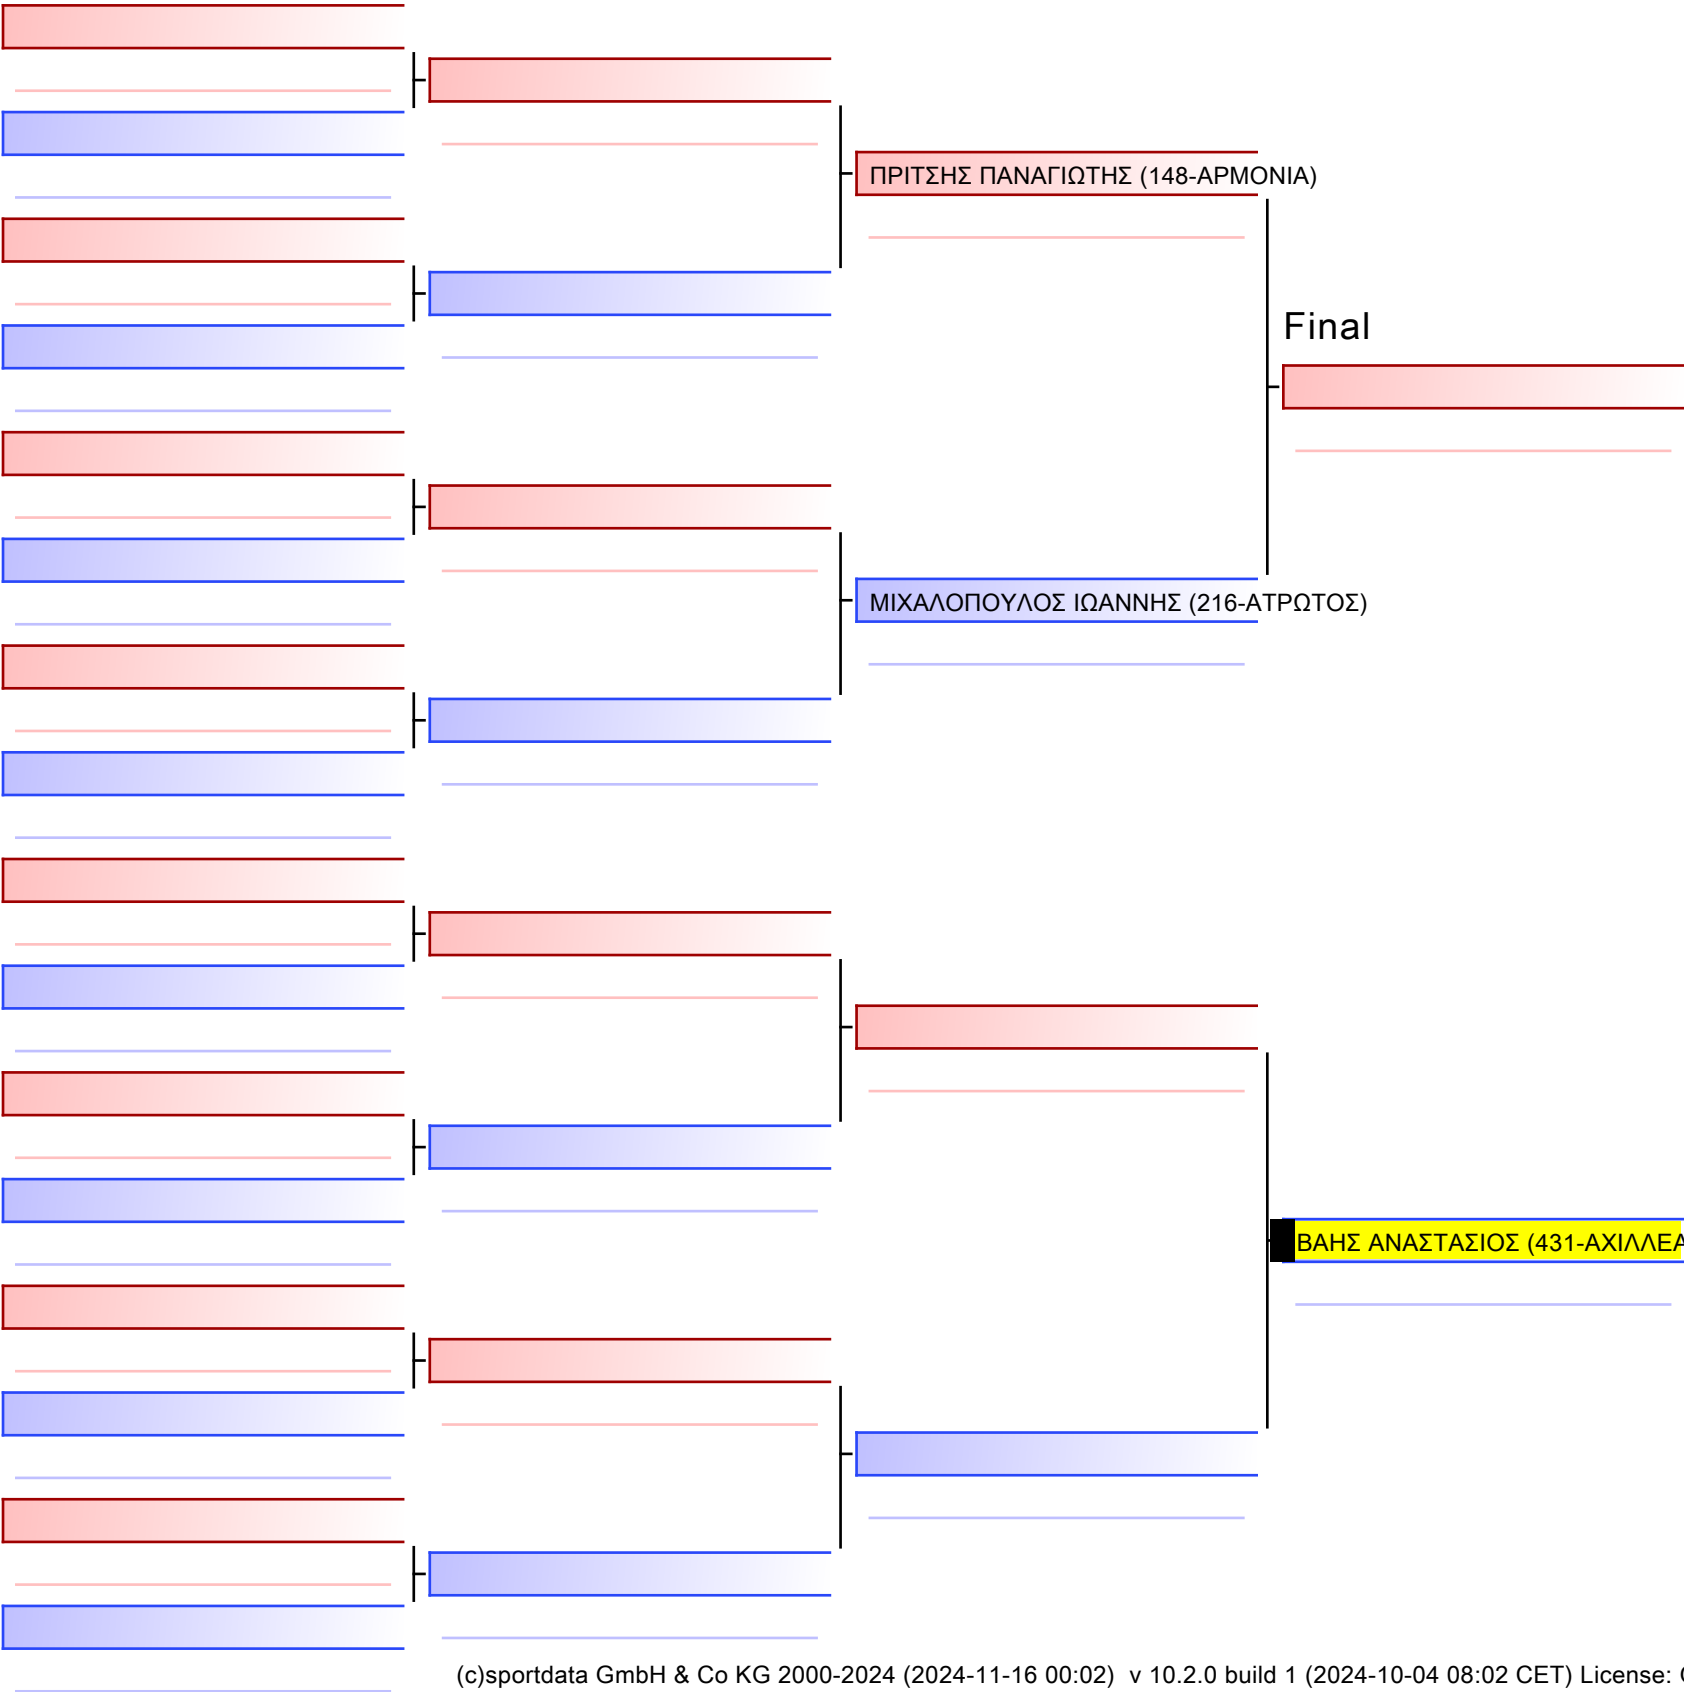 ΠΡΙΤΣΗΣ ΠΑΝΑΓΙΩΤΗΣ (148-ΑΡΜΟΝΙΑ)
Final
ΜΙΧΑΛΟΠΟΥΛΟΣ ΙΩΑΝΝΗΣ (216-ΑΤΡΩΤΟΣ)
ΒΑΗΣ ΑΝΑΣΤΑΣΙΟΣ (431-ΑΧΙΛΛΕΑ
(c)sportdata GmbH & Co KG 2000-2024 (2024-11-16 00:02) v 10.2.0 build 1 (2024-10-04 08:02 CET) License: